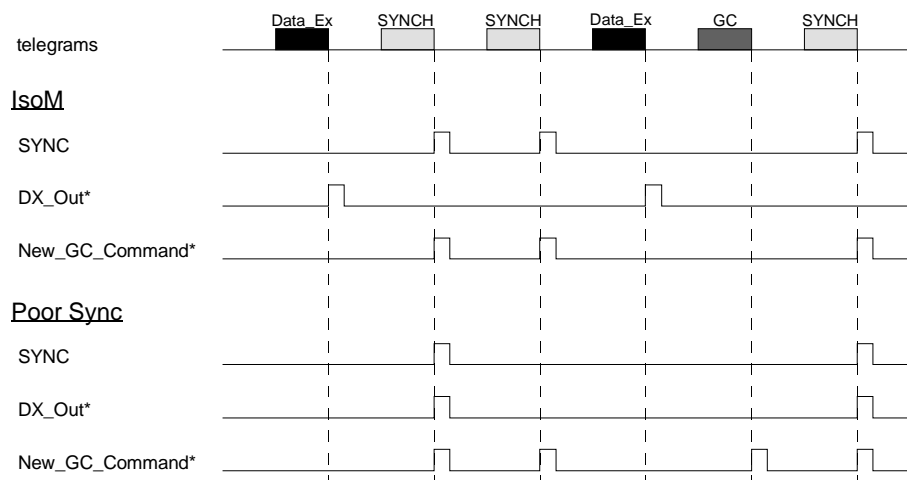 Data_Ex SYNCH SYNCH Data_Ex GC SYNCH
telegrams
IsoM
SYNC
DX_Out*
New_GC_Command*
Poor Sync
SYNC
DX_Out*
New_GC_Command*